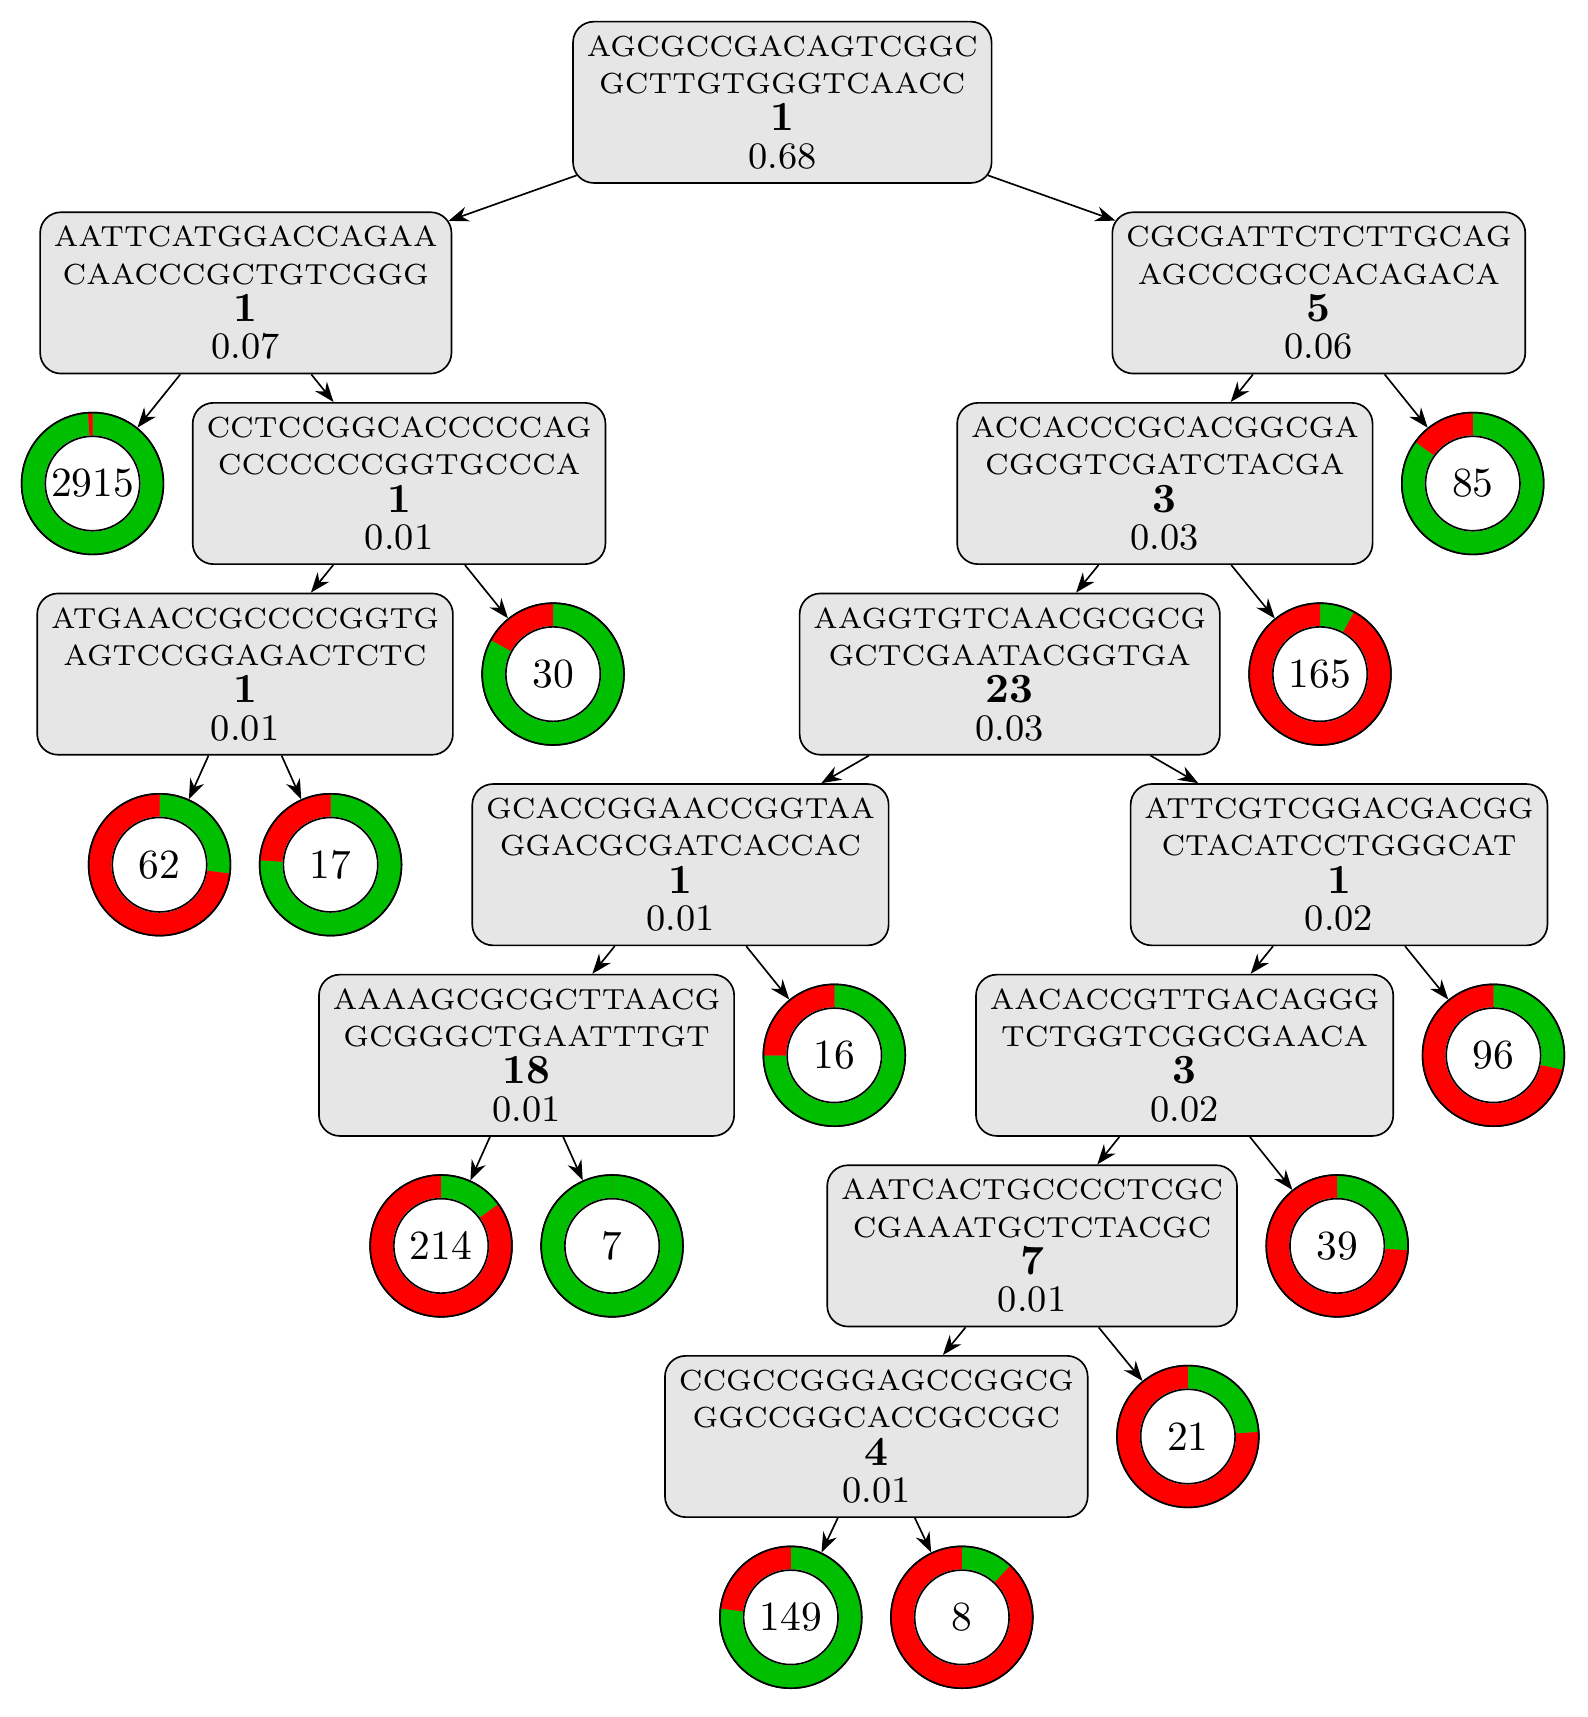 AGCGCCGACAGTCGGC
GCTTGTGGGTCAACC
1
0.68
AATTCATGGACCAGAA
CAACCCGCTGTCGGG
1
0.07
CGCGATTCTCTTGCAG
AGCCCGCCACAGACA
5
0.06
2915
CCTCCGGCACCCCCAG
CCCCCCCGGTGCCCA
1
0.01
ACCACCCGCACGGCGA
CGCGTCGATCTACGA
3
0.03
85
ATGAACCGCCCCGGTG
AGTCCGGAGACTCTC
1
0.01
30
AAGGTGTCAACGCGCG
GCTCGAATACGGTGA
23
0.03
165
62
17
GCACCGGAACCGGTAA
GGACGCGATCACCAC
1
0.01
ATTCGTCGGACGACGG
CTACATCCTGGGCAT
1
0.02
AAAAGCGCGCTTAACG
GCGGGCTGAATTTGT
18
0.01
16
AACACCGTTGACAGGG
TCTGGTCGGCGAACA
3
0.02
96
214
7
AATCACTGCCCCTCGC
CGAAATGCTCTACGC
7
0.01
39
CCGCCGGGAGCCGGCG
GGCCGGCACCGCCGC
4
0.01
21
149
8